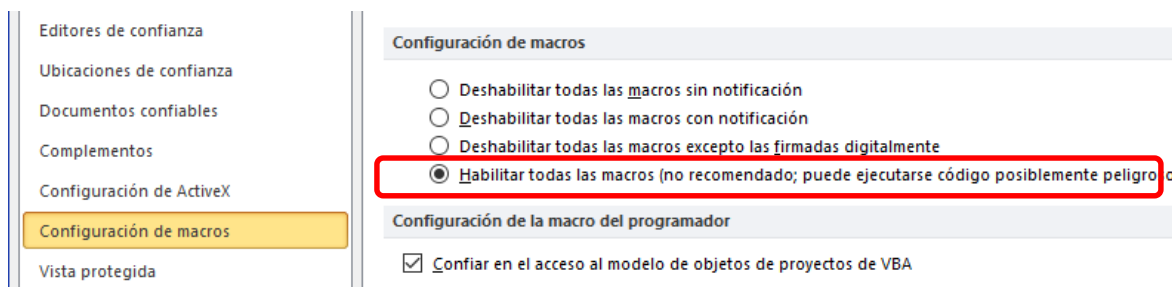 Editores de confianza
Ubicaciones de confianza
Documentos confiables
Complementos
Configuración de ActiveX
Configuración de macros
Vista protegida
Configuración de macros
Deshabilitar todas las macros sin notificación
Deshabilitar todas las macros con notificación
Deshabilitar todas las macros excepto las firmadas digitalmente
Habilitar todas las macros (no recomendado; puede ejecutarse código posiblemente
Configuración de la macro del programador
Confiar en el acceso al modelo de objetos de proyectos de VBA